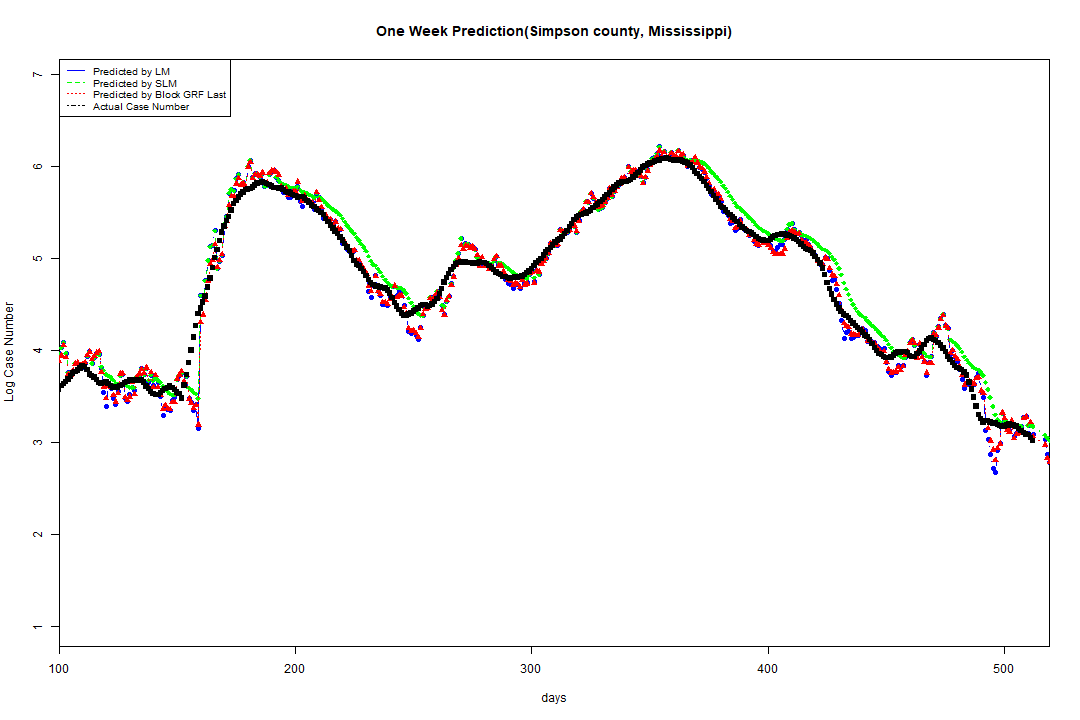 One Week Prediction(Simpson county, Mississippi)
Predicted by LM
Predicted by SLM
Predicted by Block GRF Last
Actual Case Number
7
6
5
4
3
2
1
Log Case Number
100 200 300 400 500
days